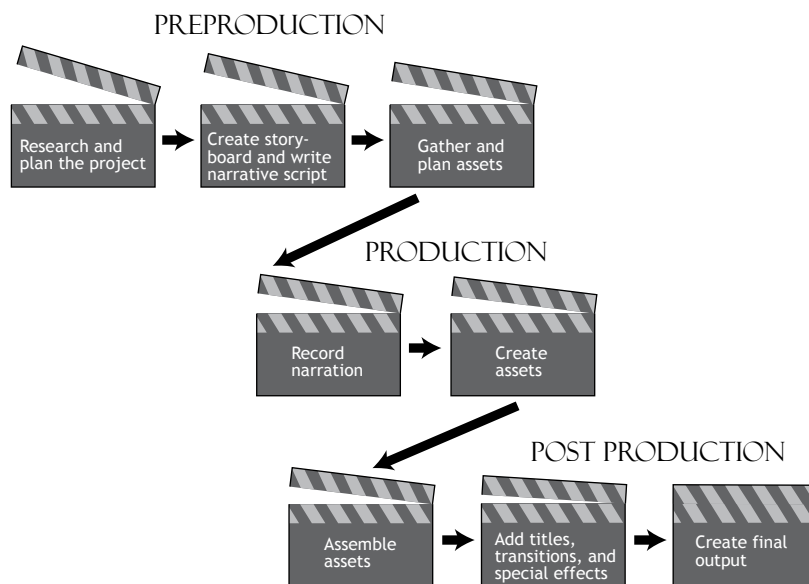 PREPRODUCTION
Research and
plan the project
Create story-
board and write
narrative script
Gather and
plan assets
PRODUCTION
Record
narration
Create
assets
POST PRODUCTION
Assemble
assets
Add titles,
transitions, and
special effects
Create final
output